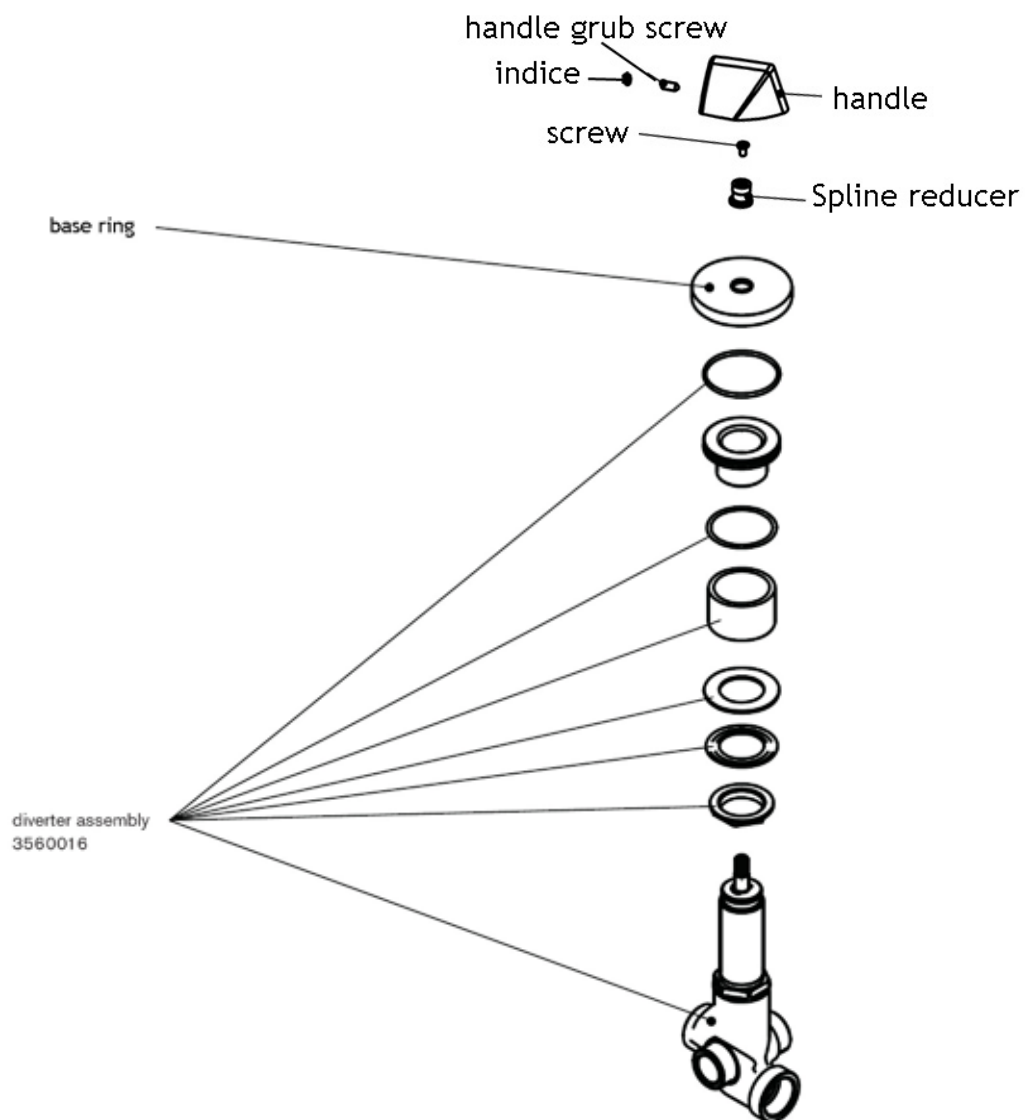 handle grub screw
indice
handle
screw
Spline reducer
base ring
diverter assembly
3560016